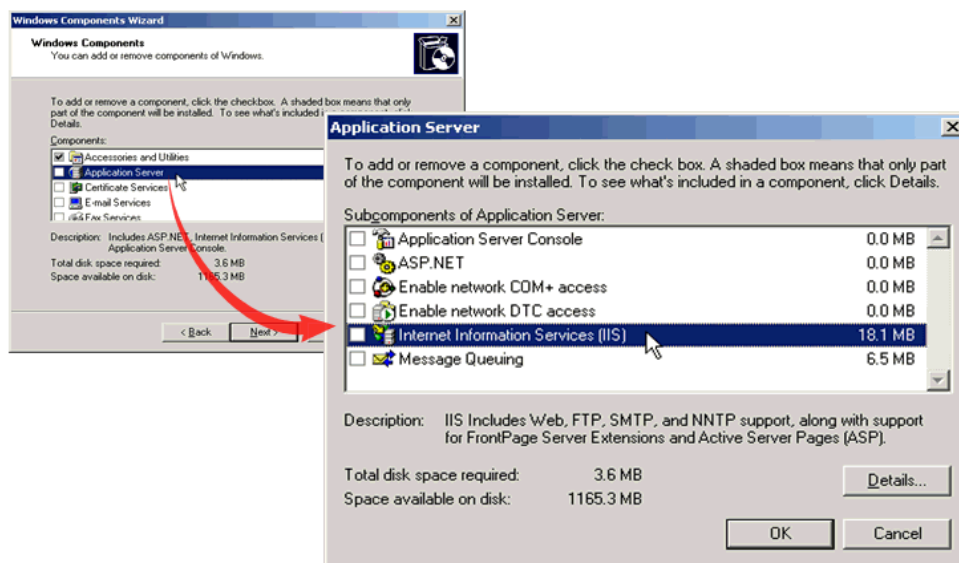 Windows Components Wizard
Windows Components
You can add or remove components of Windows.
To add or remove a component, click the checkbox. A shaded box means that only
part of the component will be installed. To see what's included in a component, click
Details.
Components:
Accessories and Utilities
Application Server
Certificate Services
E-mail Services
Fax Services
Description: Includes ASP.NET, Internet Information Services (
Application Server Console.
Total disk space required: 3.6 MB
Space available on disk: 1165.3 MB
< Back Next >
Application Server
To add or remove a component, click the check box. A shaded box means that only part
of the component will be installed. To see what's included in a component, click Details.
Subcomponents of Application Server:
Application Server Console 0.0 MB
ASP.NET 0.0 MB
Enable network COM+ access 0.0 MB
Enable network DTC access 0.0 MB
Internet Information Services (IIS) 18.1 MB
Message Queuing 6.5 MB
Description: IIS Includes Web, FTP, SMTP, and NNTP support, along with support
for FrontPage Server Extensions and Active Server Pages (ASP).
Total disk space required: 3.6 MB
Space available on disk: 1165.3 MB
Details...
OK Cancel